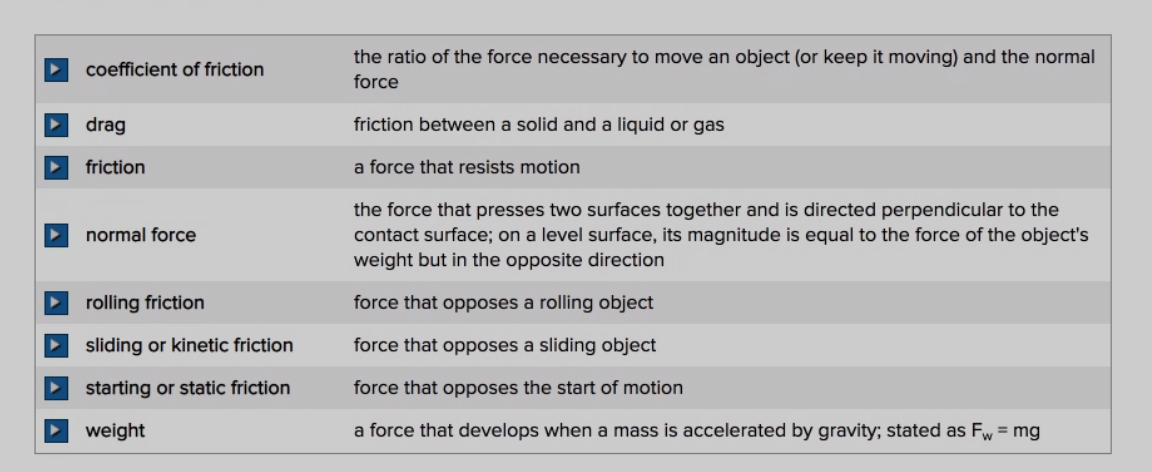 coefficient of friction
the ratio of the force necessary to move an object (or keep it moving) and the normal
force
drag
friction between a solid and a liquid or gas
friction
a force that resists motion
normal force
the force that presses two surfaces together and is directed perpendicular to the
contact surface; on a level surface, its magnitude is equal to the force of the object's
weight but in the opposite direction
rolling friction
force that opposes a rolling object
sliding or kinetic friction
force that opposes a sliding object
starting or static friction
force that opposes the start of motion
weight
a force that develops when a mass is accelerated by gravity; stated as F_w = mg